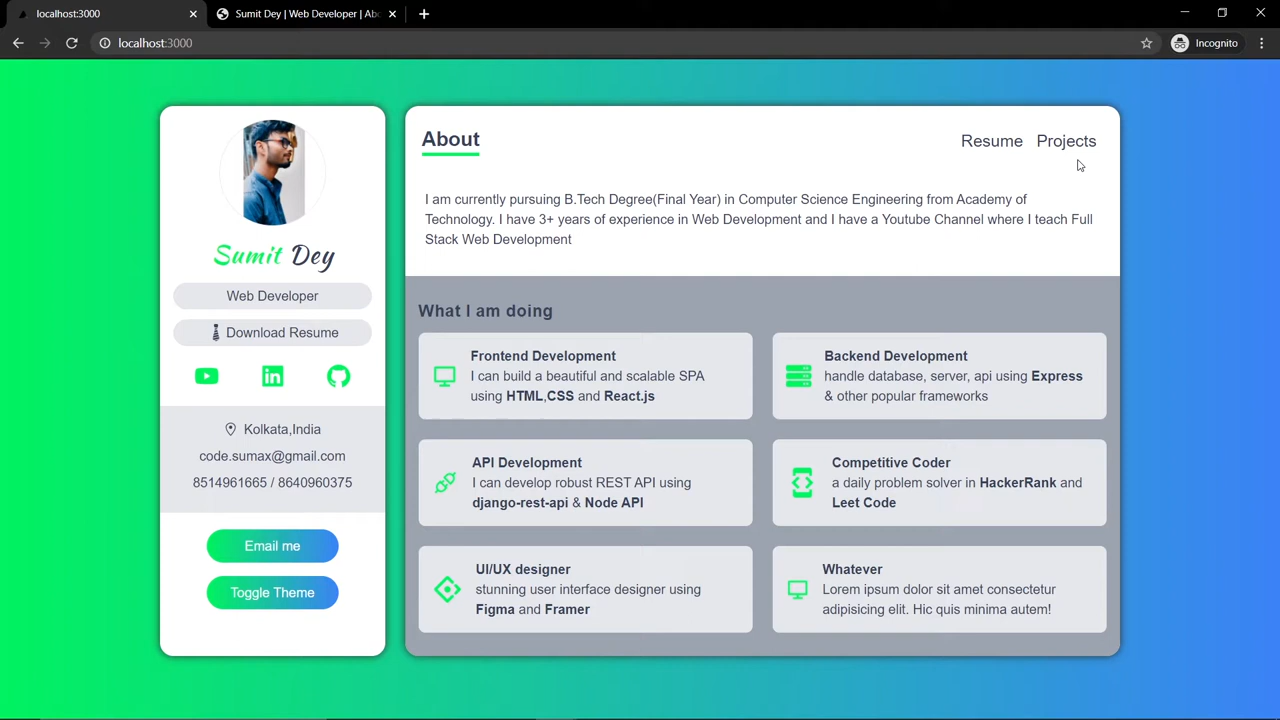 localhost:3000
Sumit Dey | Web Developer | Abo
localhost:3000
Incognito
Sumit Dey
Web Developer
Download Resume
Kolkata,India
code.sumax@gmail.com
8514961665 / 8640960375
Email me
Toggle Theme
About
Resume
Projects
I am currently pursuing B.Tech Degree(Final Year) in Computer Science Engineering from Academy of
Technology. I have 3+ years of experience in Web Development and I have a Youtube Channel where I teach Full
Stack Web Development
What I am doing
Frontend Development
I can build a beautiful and scalable SPA
using HTML,CSS and React.js
Backend Development
handle database, server, api using Express
& other popular frameworks
API Development
I can develop robust REST API using
django-rest-api & Node API
Competitive Coder
a daily problem solver in HackerRank and
Leet Code
UI/UX designer
stunning user interface designer using
Figma and Framer
Whatever
Lorem ipsum dolor sit amet consectetur
adipisicing elit. Hic quis minima autem!